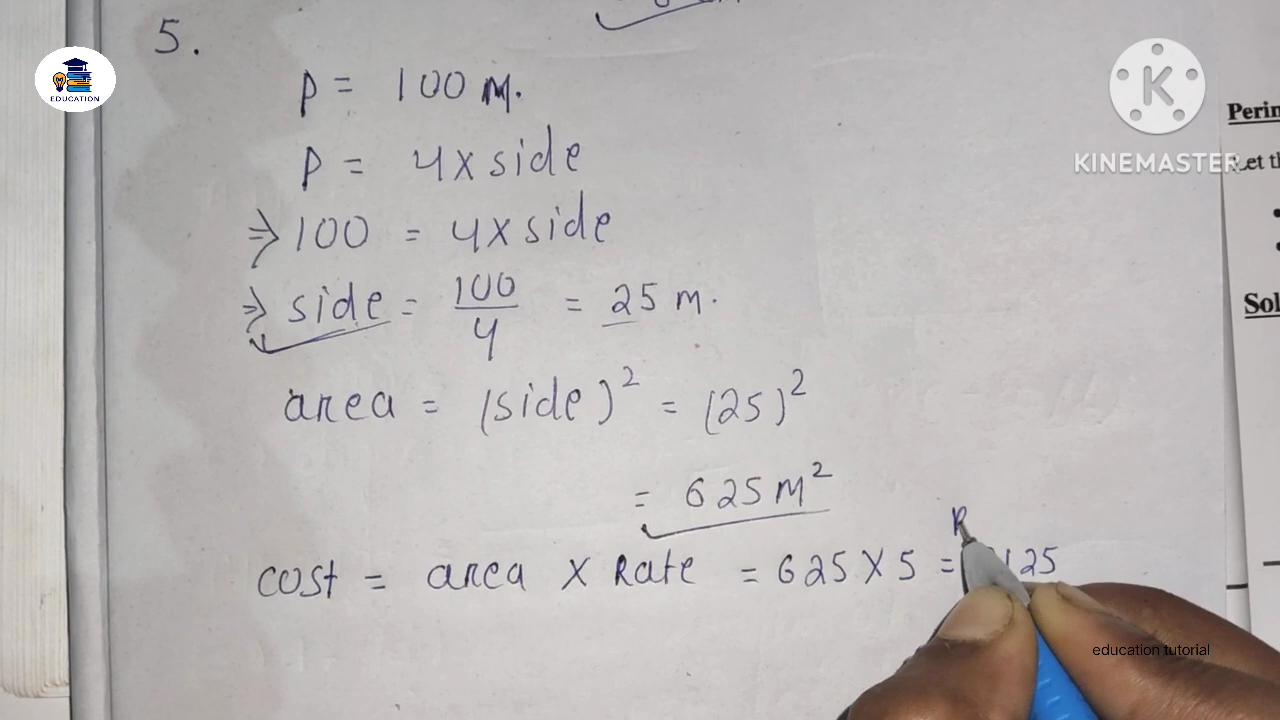 5.
EDUCATION
P = 100 m.
P = 4 x side
⇒ 100 = 4 x side
⇒ side = 100/4 = 25 m.
area = (side)² = (25)²
= 625 m²
cost = area x Rate = 625 x 5 = 125
KINEMASTER
education tutorial